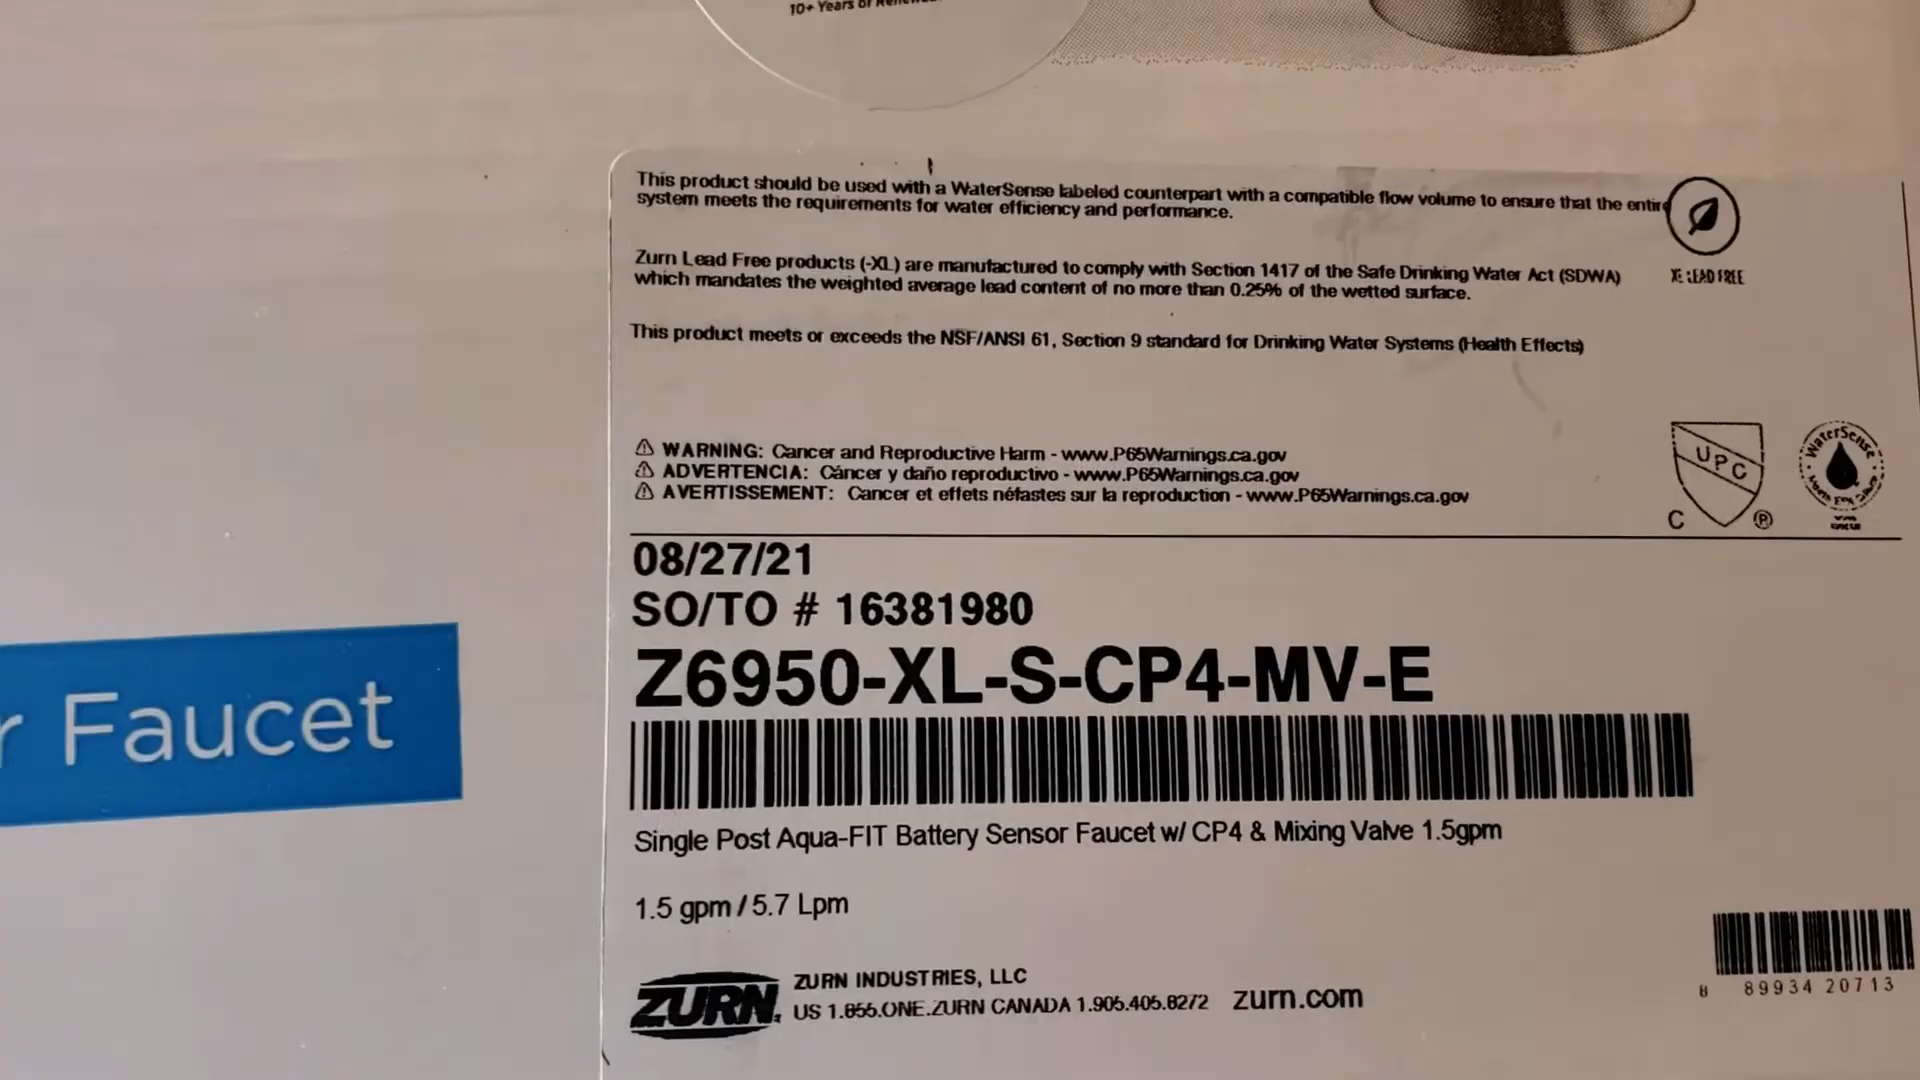 10+ Years of
This product should be used with a WaterSense labeled counterpart with a compatible flow volume to ensure that the entire
system meets the requirements for water efficiency and performance.
Zurn Lead Free products (-XL) are manufactured to comply with Section 1417 of the Safe Drinking Water Act (SDWA)
which mandates the weighted average lead content of no more than 0.25% of the wetted surface.
LEAD FREE
This product meets or exceeds the NSF/ANSI 61, Section 9 standard for Drinking Water Systems (Health Effects)
⚠ WARNING: Cancer and Reproductive Harm - www.P65Warnings.ca.gov
⚠ ADVERTENCIA: Cáncer y daño reproductivo - www.P65Warnings.ca.gov
⚠ AVERTISSEMENT: Cancer et effets néfastes sur la reproduction - www.P65Warnings.ca.gov
UPC
C ®
WaterSense
08/27/21
SO/TO # 16381980
Z6950-XL-S-CP4-MV-E
r Faucet
Single Post Aqua-FIT Battery Sensor Faucet w/ CP4 & Mixing Valve 1.5gpm
1.5 gpm / 5.7 Lpm
8 89934 20713
ZURN
ZURN INDUSTRIES, LLC
US 1.855.ONE.ZURN CANADA 1.905.405.8272 zurn.com